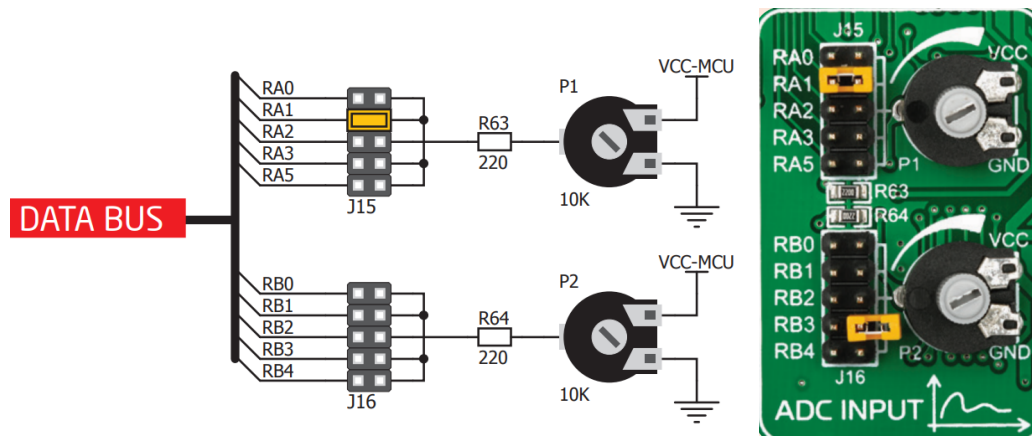 DATA BUS
RA0
RA1
RA2
RA3
RA5
J15
R63
220
P1
10K
VCC-MCU
RB0
RB1
RB2
RB3
RB4
J16
R64
220
P2
10K
VCC-MCU
J15
RA0
RA1
RA2
RA3
RA5
VCC
P1
GND
R63
R64
RB0
RB1
RB2
RB3
RB4
VCC
P2
GND
J16
ADC INPUT